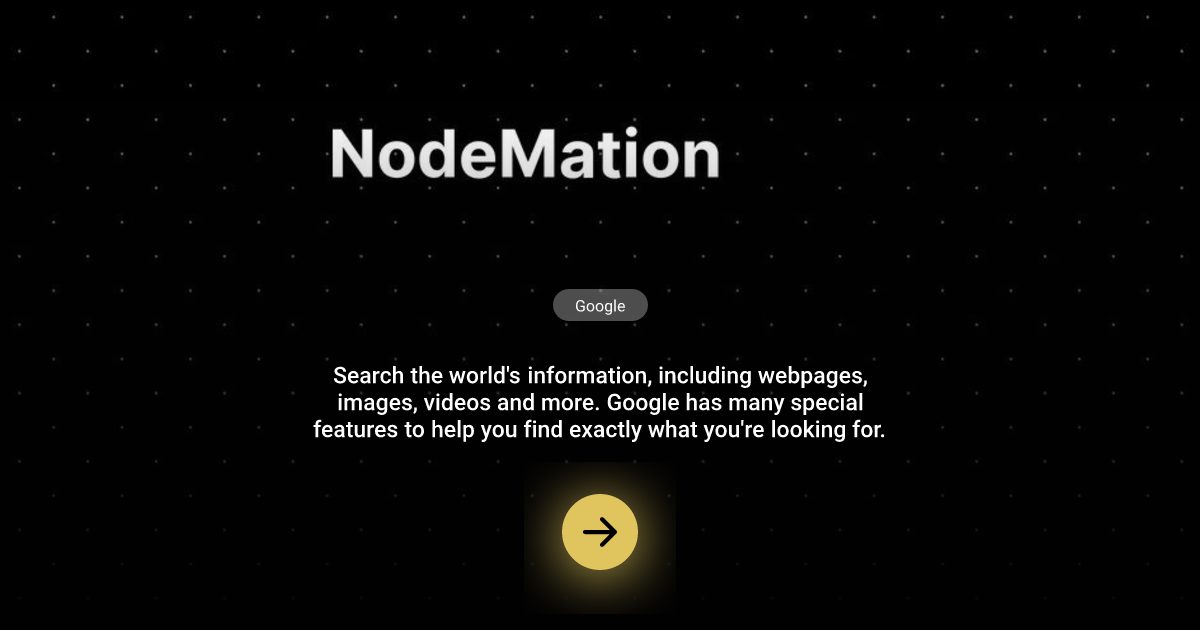 NodeMation
Google
Search the world's information, including webpages,
images, videos and more. Google has many special
features to help you find exactly what you're looking for.